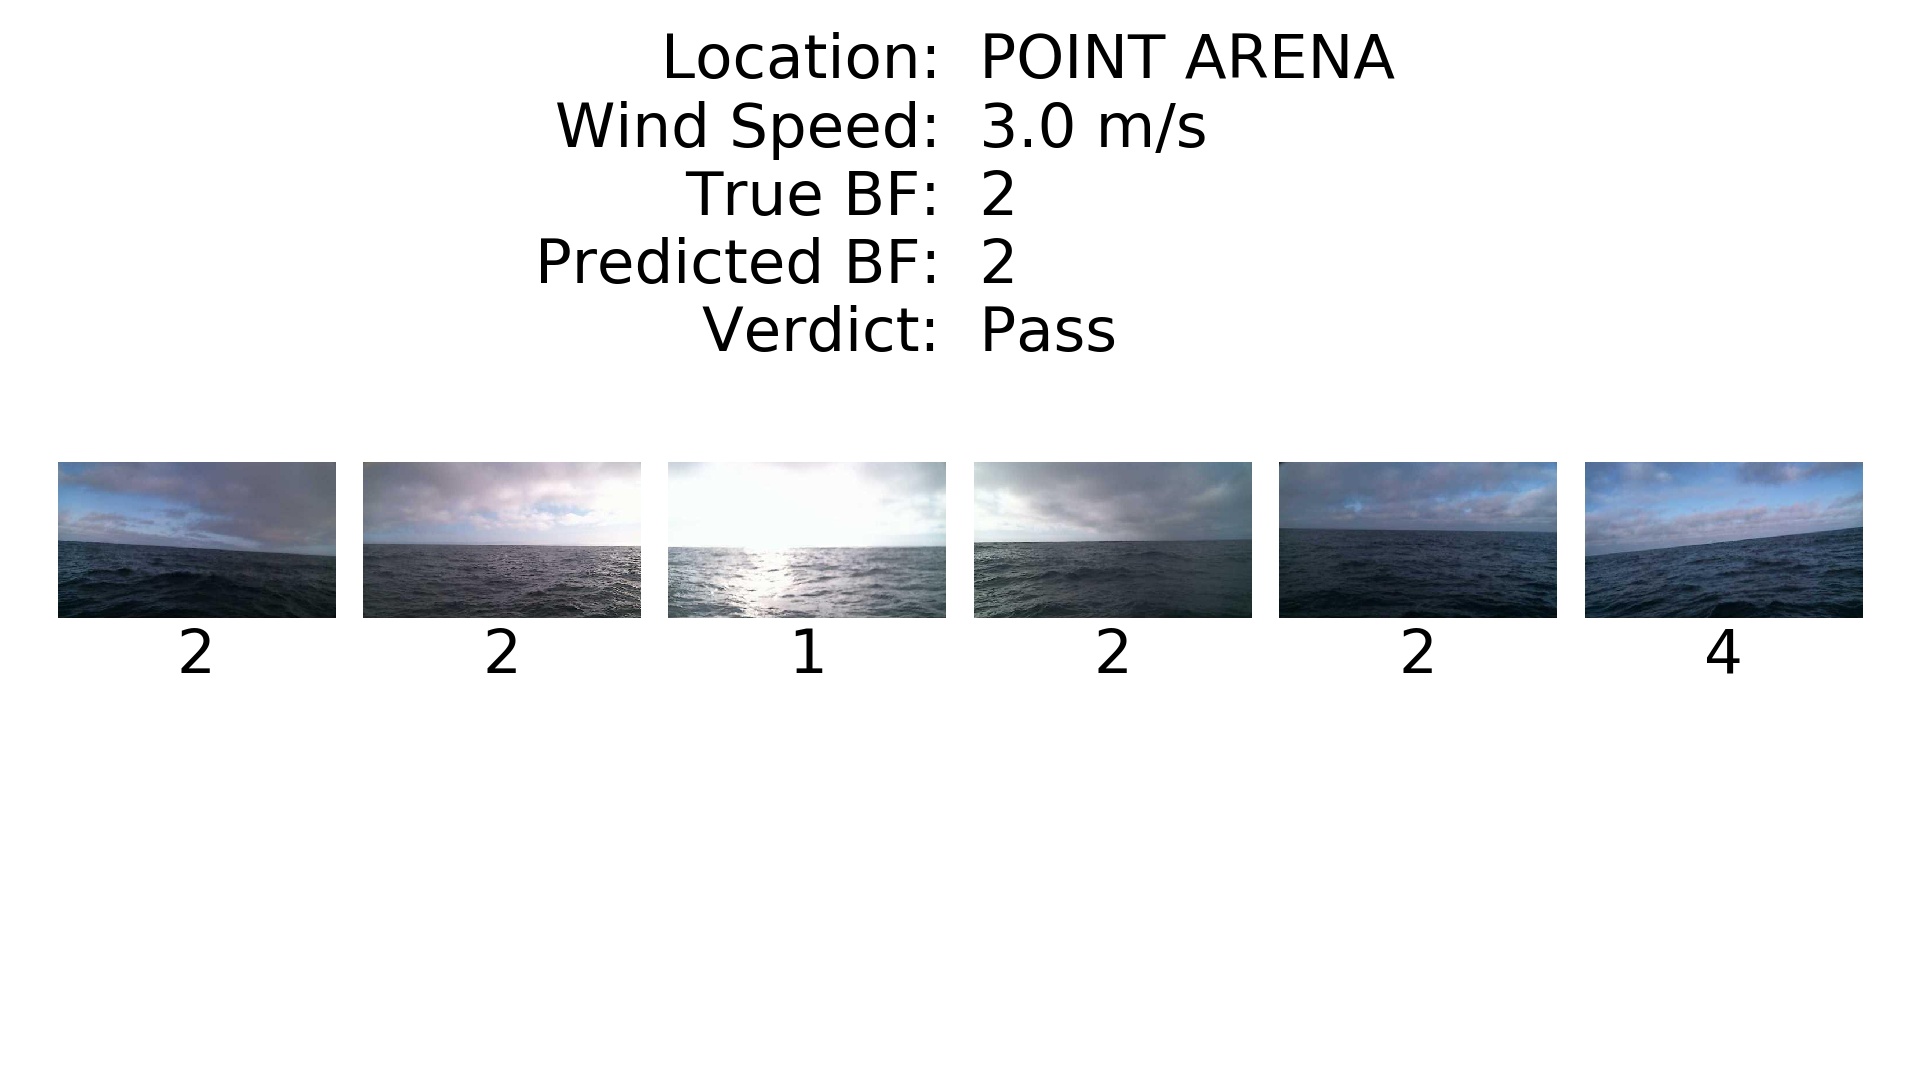 Location: POINT ARENA
Wind Speed: 3.0 m/s
True BF: 2
Predicted BF: 2
Verdict: Pass
2 2 1 2 2 4